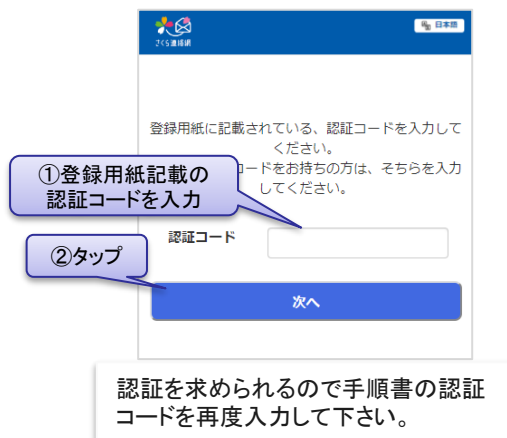 さくら連絡網
日本語
登録用紙に記載されている、認証コードを入力して
ください。
コードをお持ちの方は、そちらを入力
してください。
①登録用紙記載の
認証コードを入力
認証コード
②タップ
次へ
認証を求められるので手順書の認証
コードを再度入力して下さい。